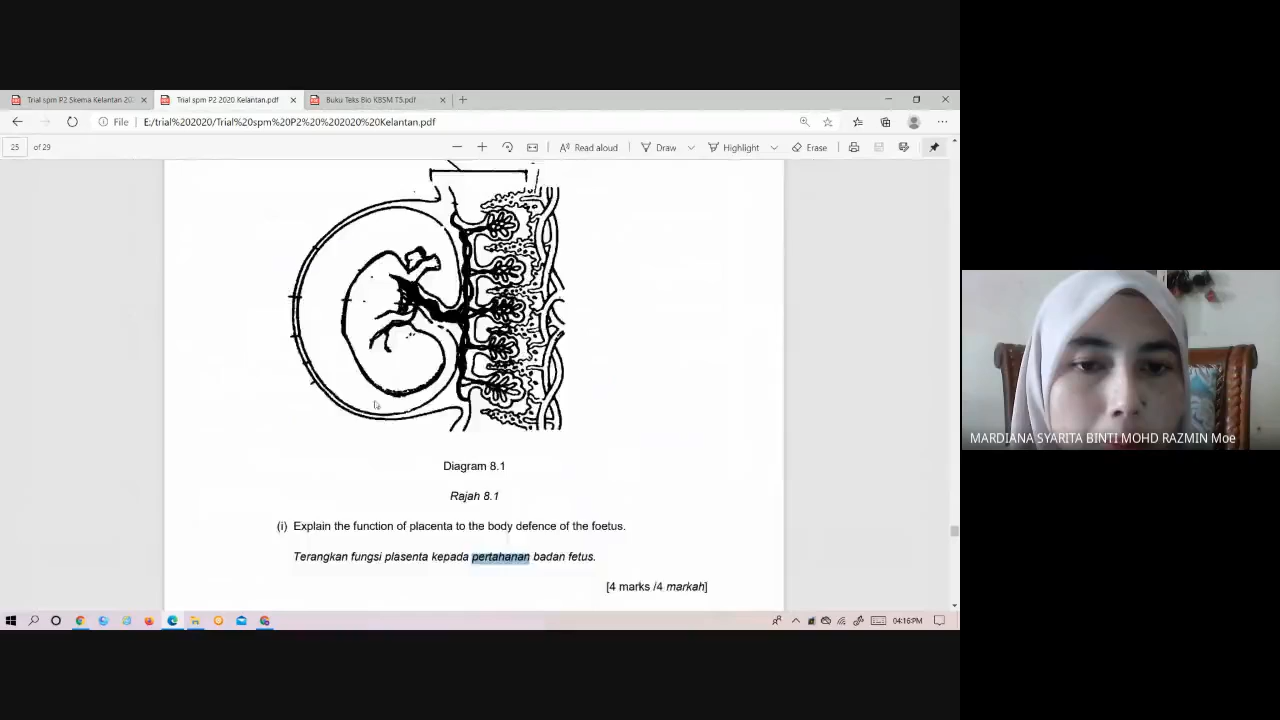 Trial spm P2 Skema Kelantan 20
Trial spm P2 2020 Kelantan.pdf
Buku Teks Bio KBSM T5.pdf
File
E:/trial%202020/Trial%20spm%20P2%20%202020%20Kelantan.pdf
25 of 29
Read aloud
Draw
Highlight
Erase
Diagram 8.1
Rajah 8.1
(i) Explain the function of placenta to the body defence of the foetus.
Terangkan fungsi plasenta kepada pertahanan badan fetus.
[4 marks /4 markah]
MARDIANA SYARITA BINTI MOHD RAZMIN Moe
04:16PM